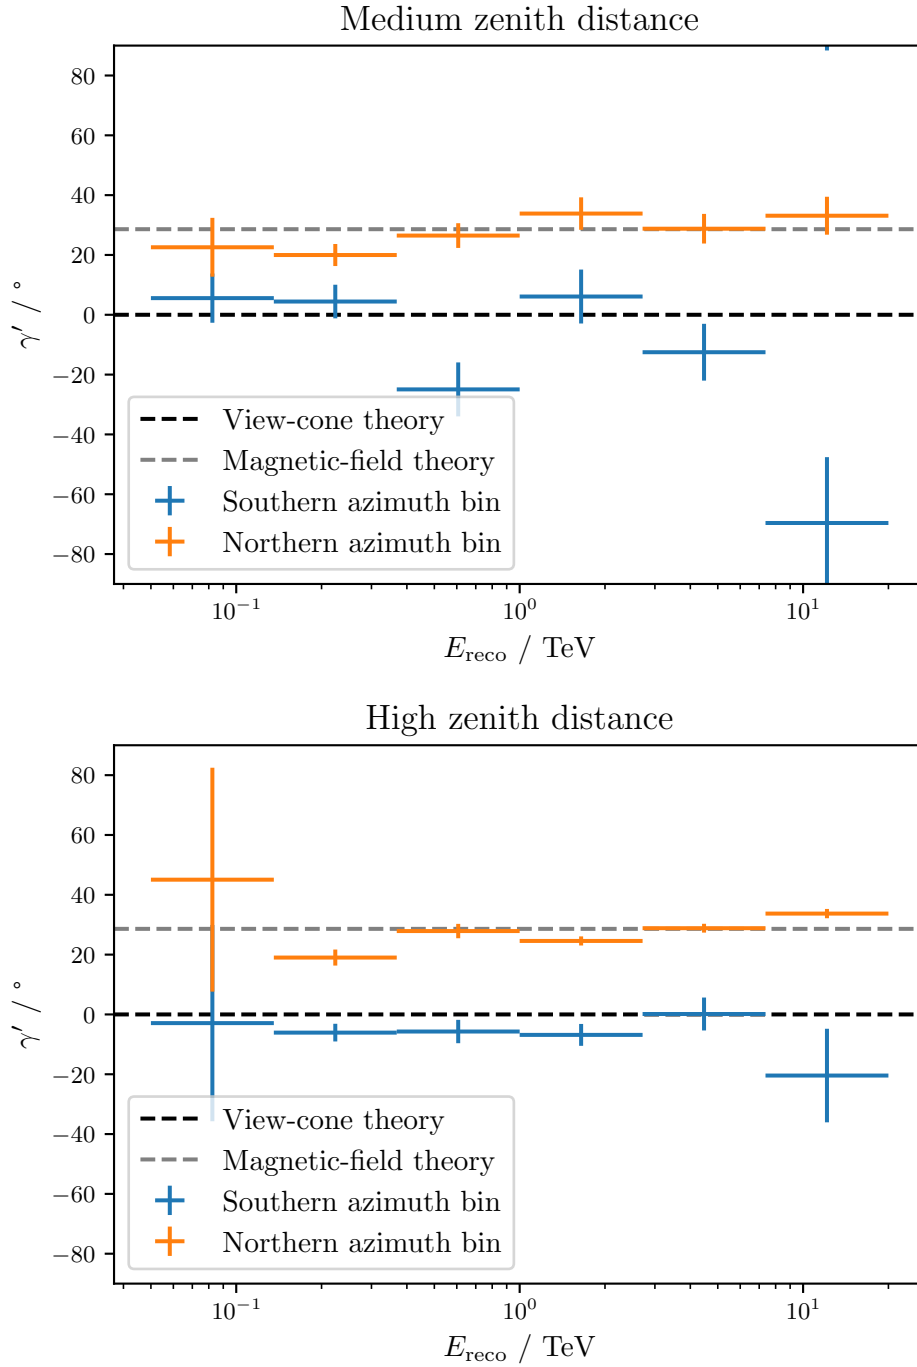 Medium zenith distance
80
60
40
20
0
−20
−40
−60
−80
γ′ / °
View-cone theory
Magnetic-field theory
Southern azimuth bin
Northern azimuth bin
10⁻¹ 10⁰ 10¹
E_reco / TeV
High zenith distance
80
60
40
20
0
−20
−40
−60
−80
γ′ / °
View-cone theory
Magnetic-field theory
Southern azimuth bin
Northern azimuth bin
10⁻¹ 10⁰ 10¹
E_reco / TeV